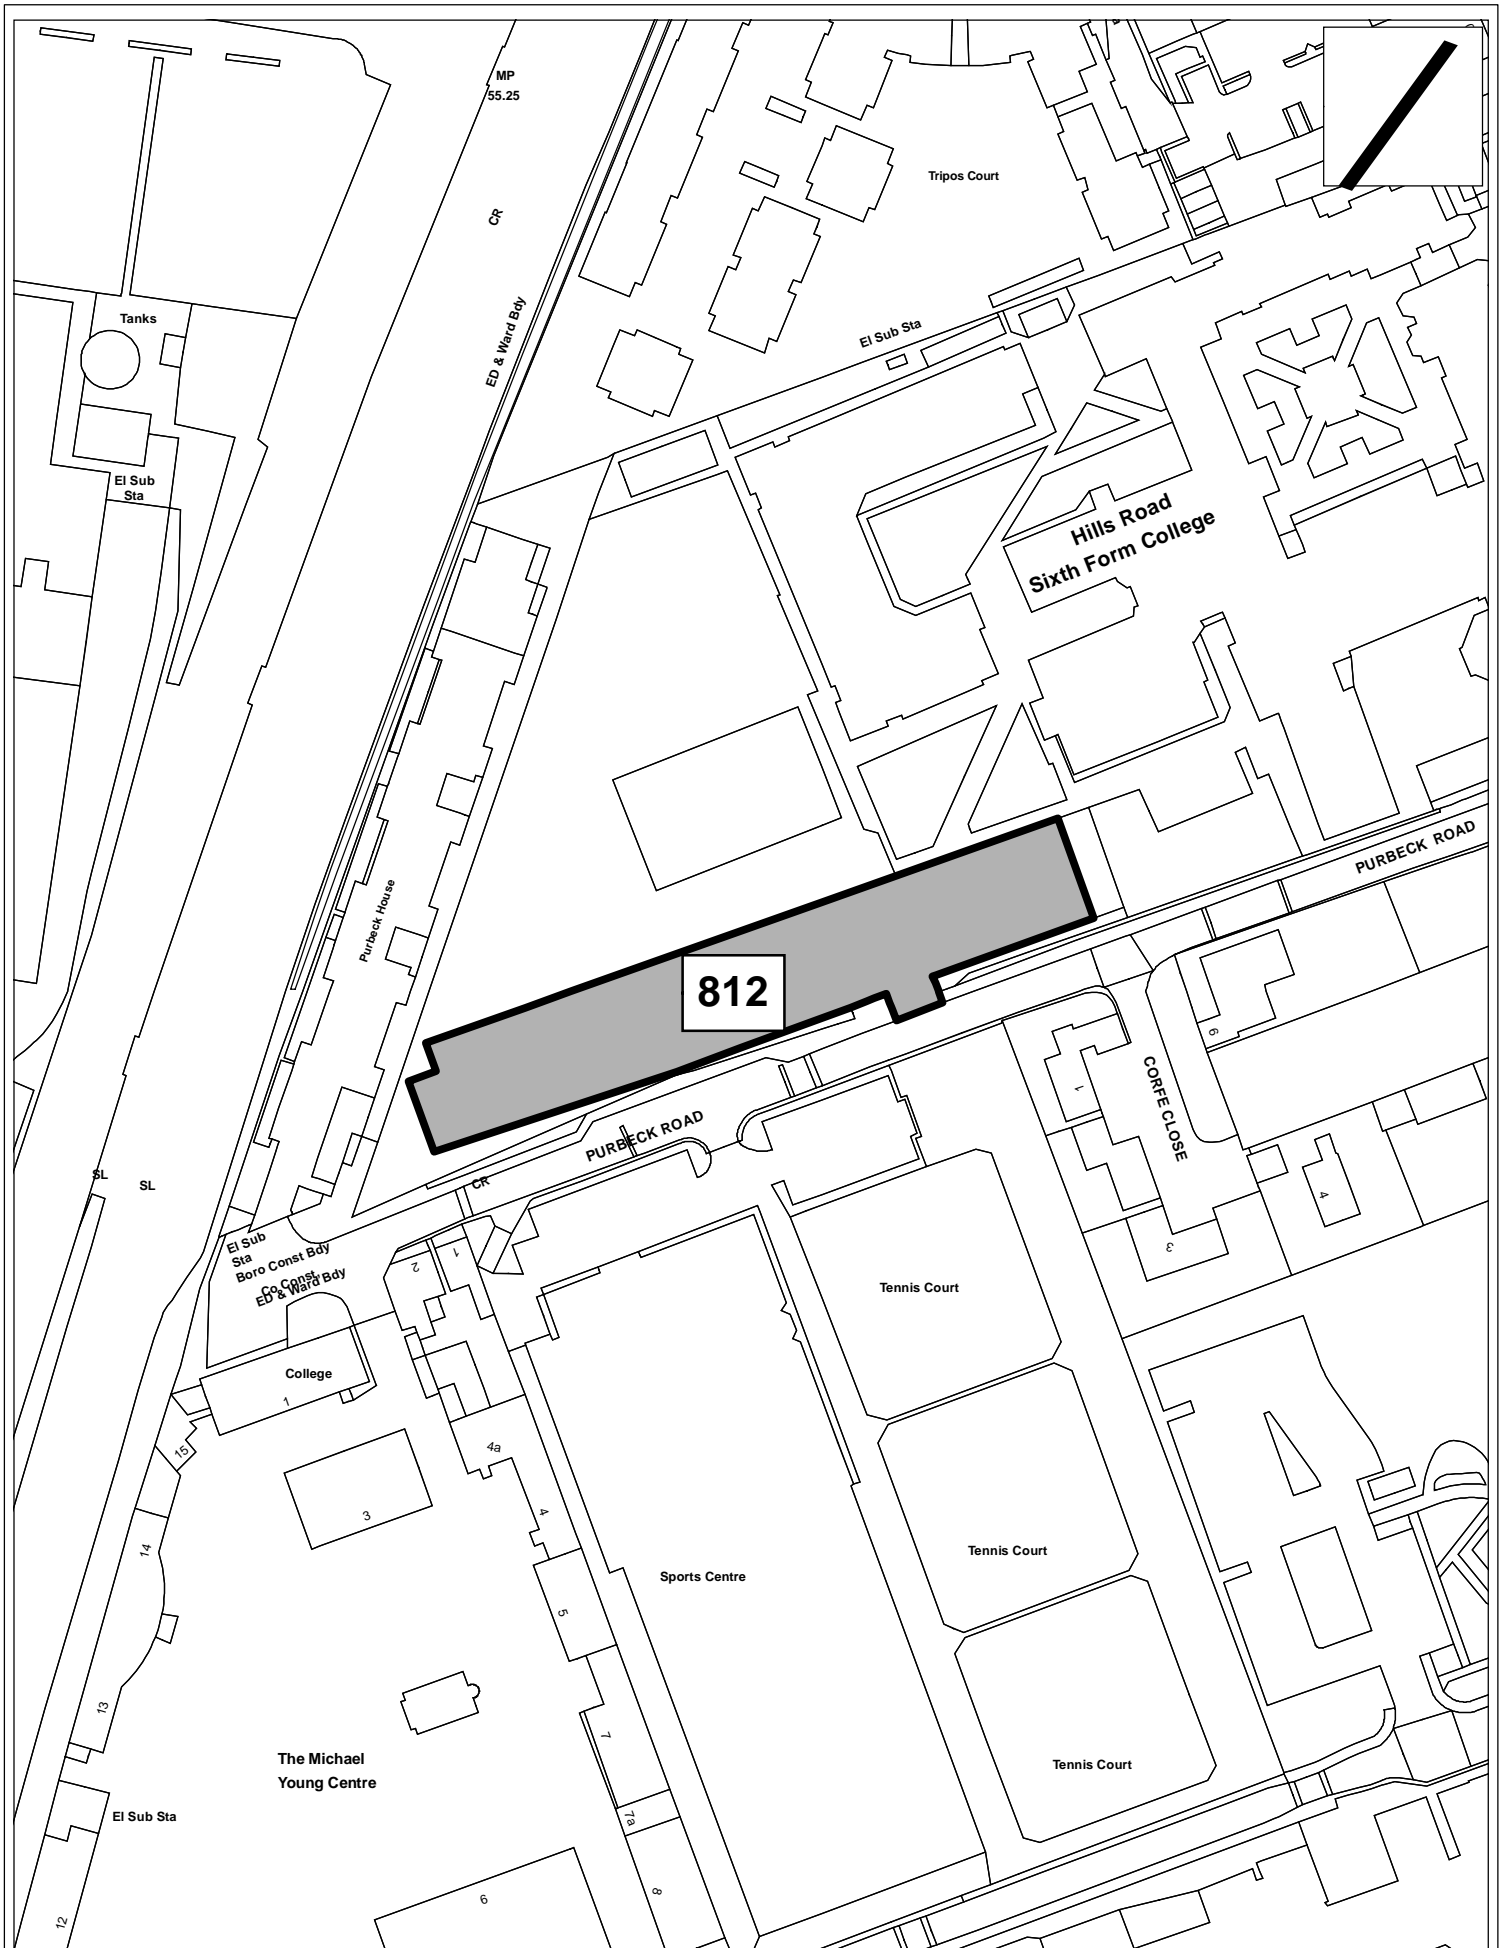 MP
55.25
CR
Tripos Court
Tanks
El Sub Sta
ED & Ward Bdy
El Sub
Sta
Hills Road
Sixth Form College
PURBECK ROAD
Purbeck House
812
6
1
CORFE CLOSE
PURBECK ROAD
SL
SL
CR
4
3
El Sub
Sta
Boro Const Bdy
Co Const,
ED & Ward Bdy
2
1
Tennis Court
College
1
15
4a
3
4
14
Tennis Court
Sports Centre
5
13
7
The Michael
Young Centre
Tennis Court
El Sub Sta
7a
8
6
12